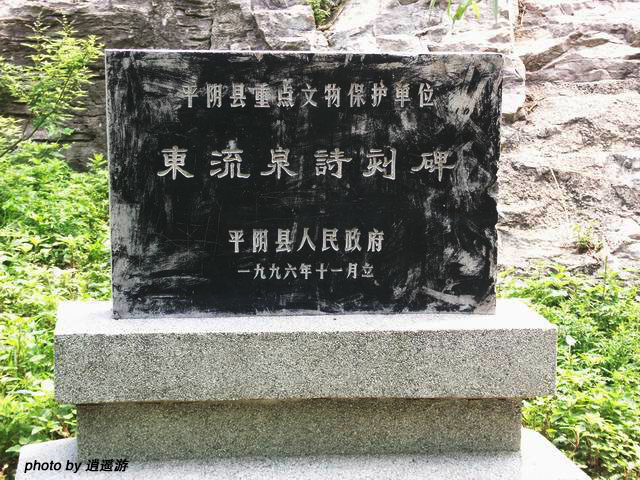 平阴县重点文物保护单位
東流泉詩刻碑
平阴县人民政府
一九九六年十一月立
photo by 逍遥游